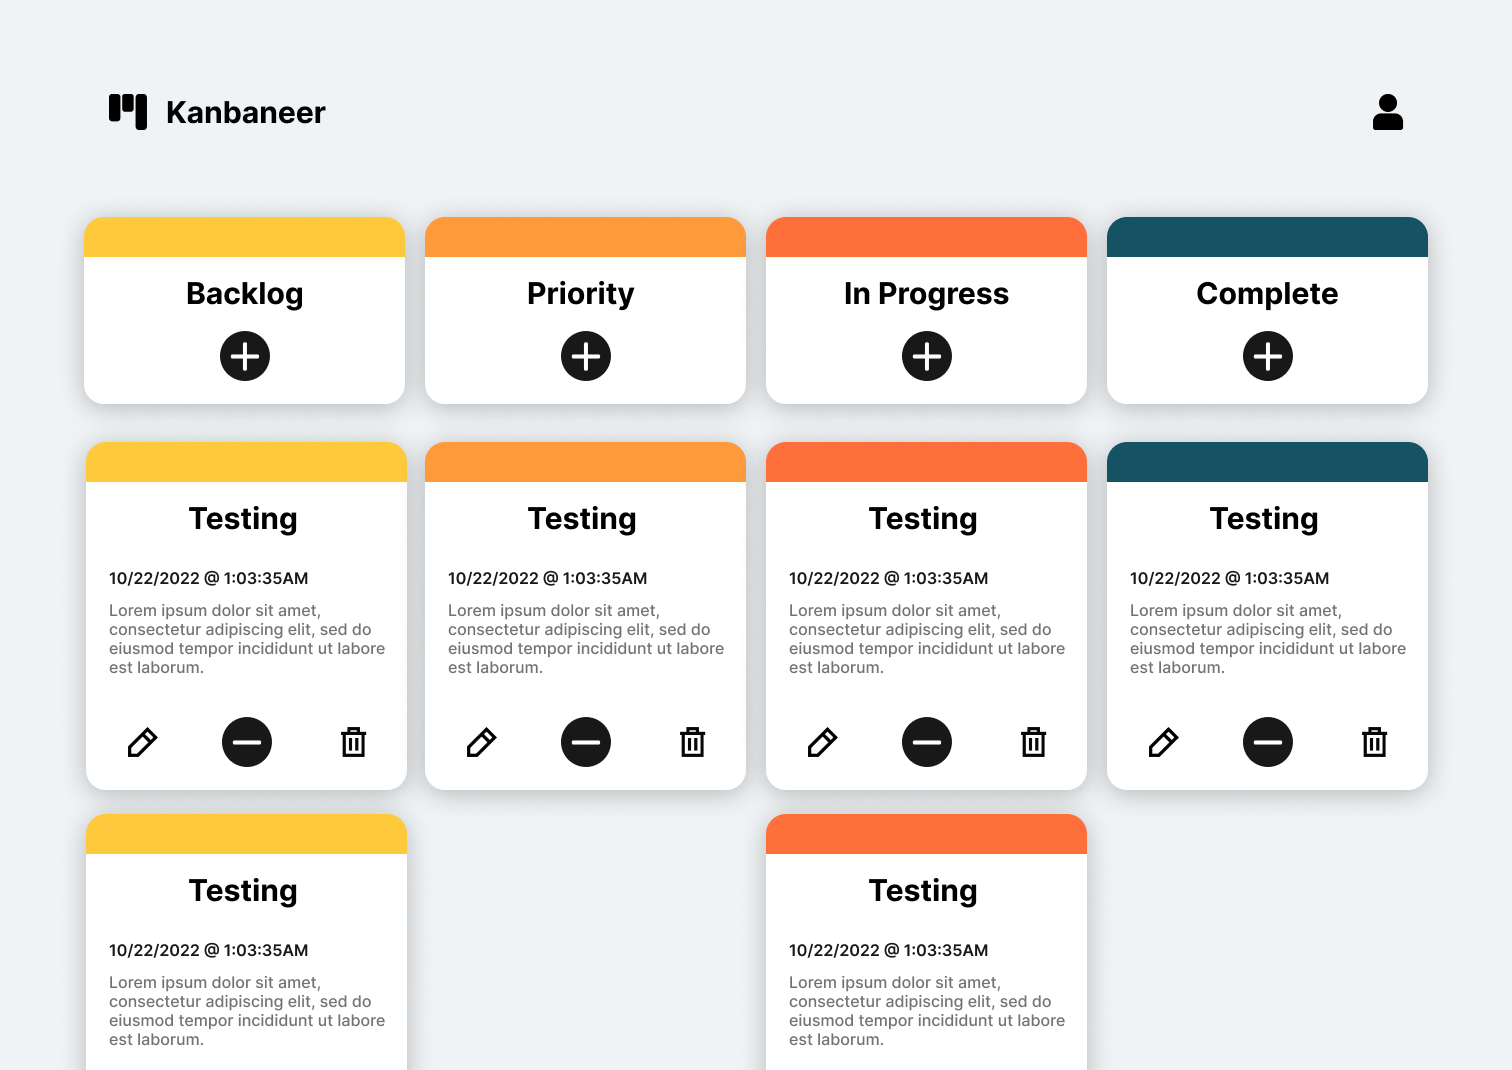 Kanbaneer
Backlog
Priority
In Progress
Complete
Testing
10/22/2022 @ 1:03:35AM
Lorem ipsum dolor sit amet,
consectetur adipiscing elit, sed do
eiusmod tempor incididunt ut labore
est laborum.
Testing
10/22/2022 @ 1:03:35AM
Lorem ipsum dolor sit amet,
consectetur adipiscing elit, sed do
eiusmod tempor incididunt ut labore
est laborum.
Testing
10/22/2022 @ 1:03:35AM
Lorem ipsum dolor sit amet,
consectetur adipiscing elit, sed do
eiusmod tempor incididunt ut labore
est laborum.
Testing
10/22/2022 @ 1:03:35AM
Lorem ipsum dolor sit amet,
consectetur adipiscing elit, sed do
eiusmod tempor incididunt ut labore
est laborum.
Testing
10/22/2022 @ 1:03:35AM
Lorem ipsum dolor sit amet,
consectetur adipiscing elit, sed do
eiusmod tempor incididunt ut labore
est laborum.
Testing
10/22/2022 @ 1:03:35AM
Lorem ipsum dolor sit amet,
consectetur adipiscing elit, sed do
eiusmod tempor incididunt ut labore
est laborum.